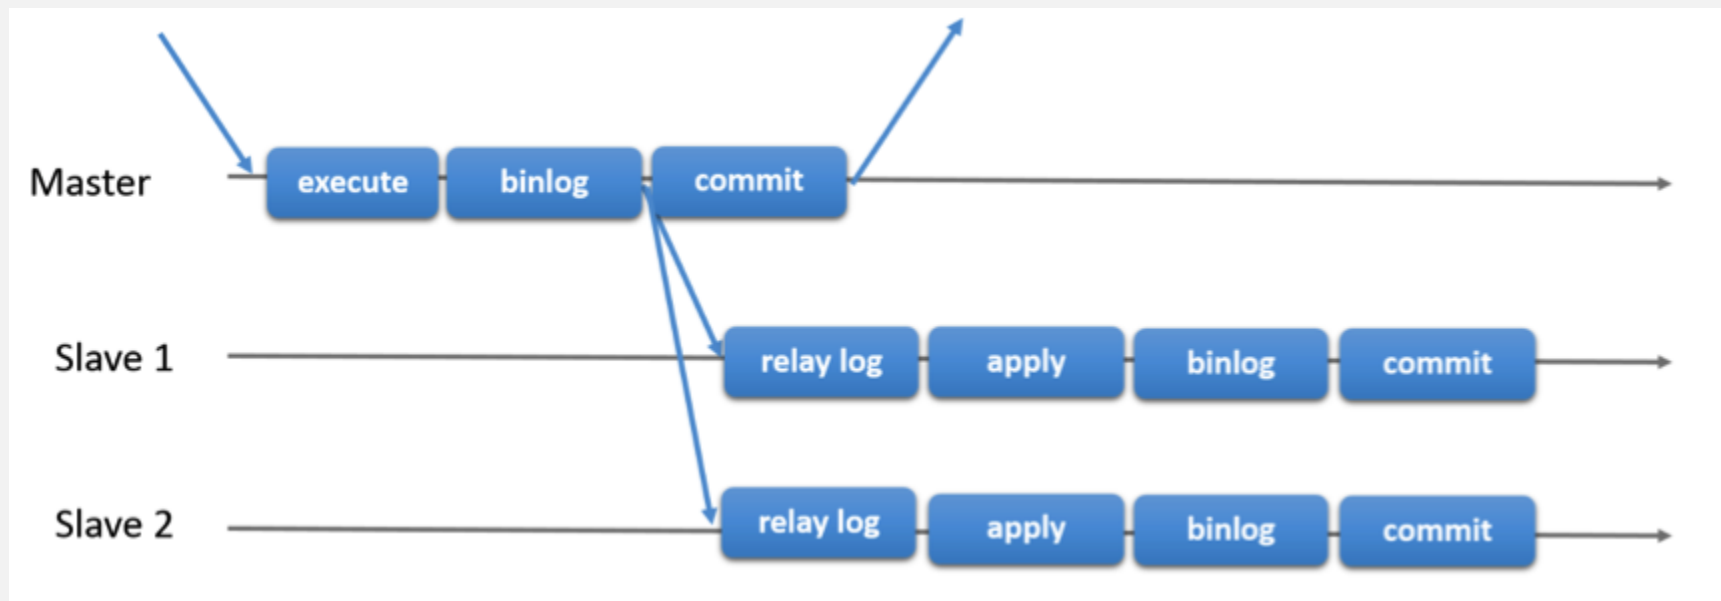 Master
execute
binlog
commit
Slave 1
relay log
apply
binlog
commit
Slave 2
relay log
apply
binlog
commit